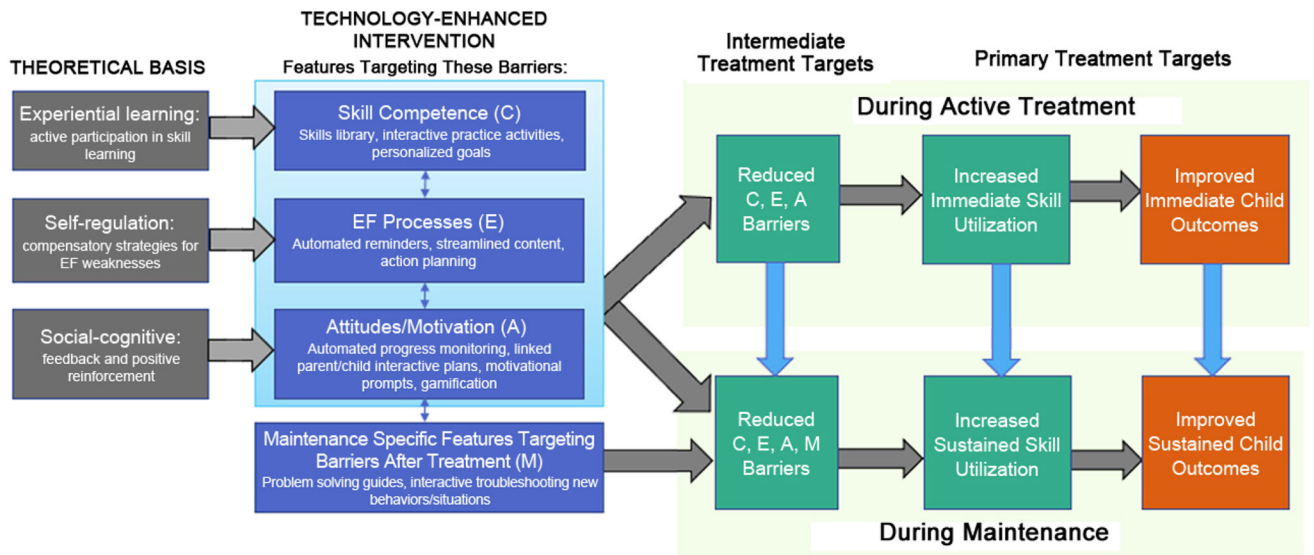 THEORETICAL BASIS
Experiential learning:
active participation in skill
learning
Self-regulation:
compensatory strategies for
EF weaknesses
Social-cognitive:
feedback and positive
reinforcement
TECHNOLOGY-ENHANCED
INTERVENTION
Features Targeting These Barriers:
Skill Competence (C)
Skills library, interactive practice activities,
personalized goals
EF Processes (E)
Automated reminders, streamlined content,
action planning
Attitudes/Motivation (A)
Automated progress monitoring, linked
parent/child interactive plans, motivational
prompts, gamification
Maintenance Specific Features Targeting
Barriers After Treatment (M)
Problem solving guides, interactive troubleshooting new
behaviors/situations
Intermediate
Treatment Targets
Primary Treatment Targets
During Active Treatment
Reduced
C, E, A
Barriers
Increased
Immediate Skill
Utilization
Improved
Immediate Child
Outcomes
Reduced
C, E, A, M
Barriers
Increased
Sustained Skill
Utilization
Improved
Sustained Child
Outcomes
During Maintenance